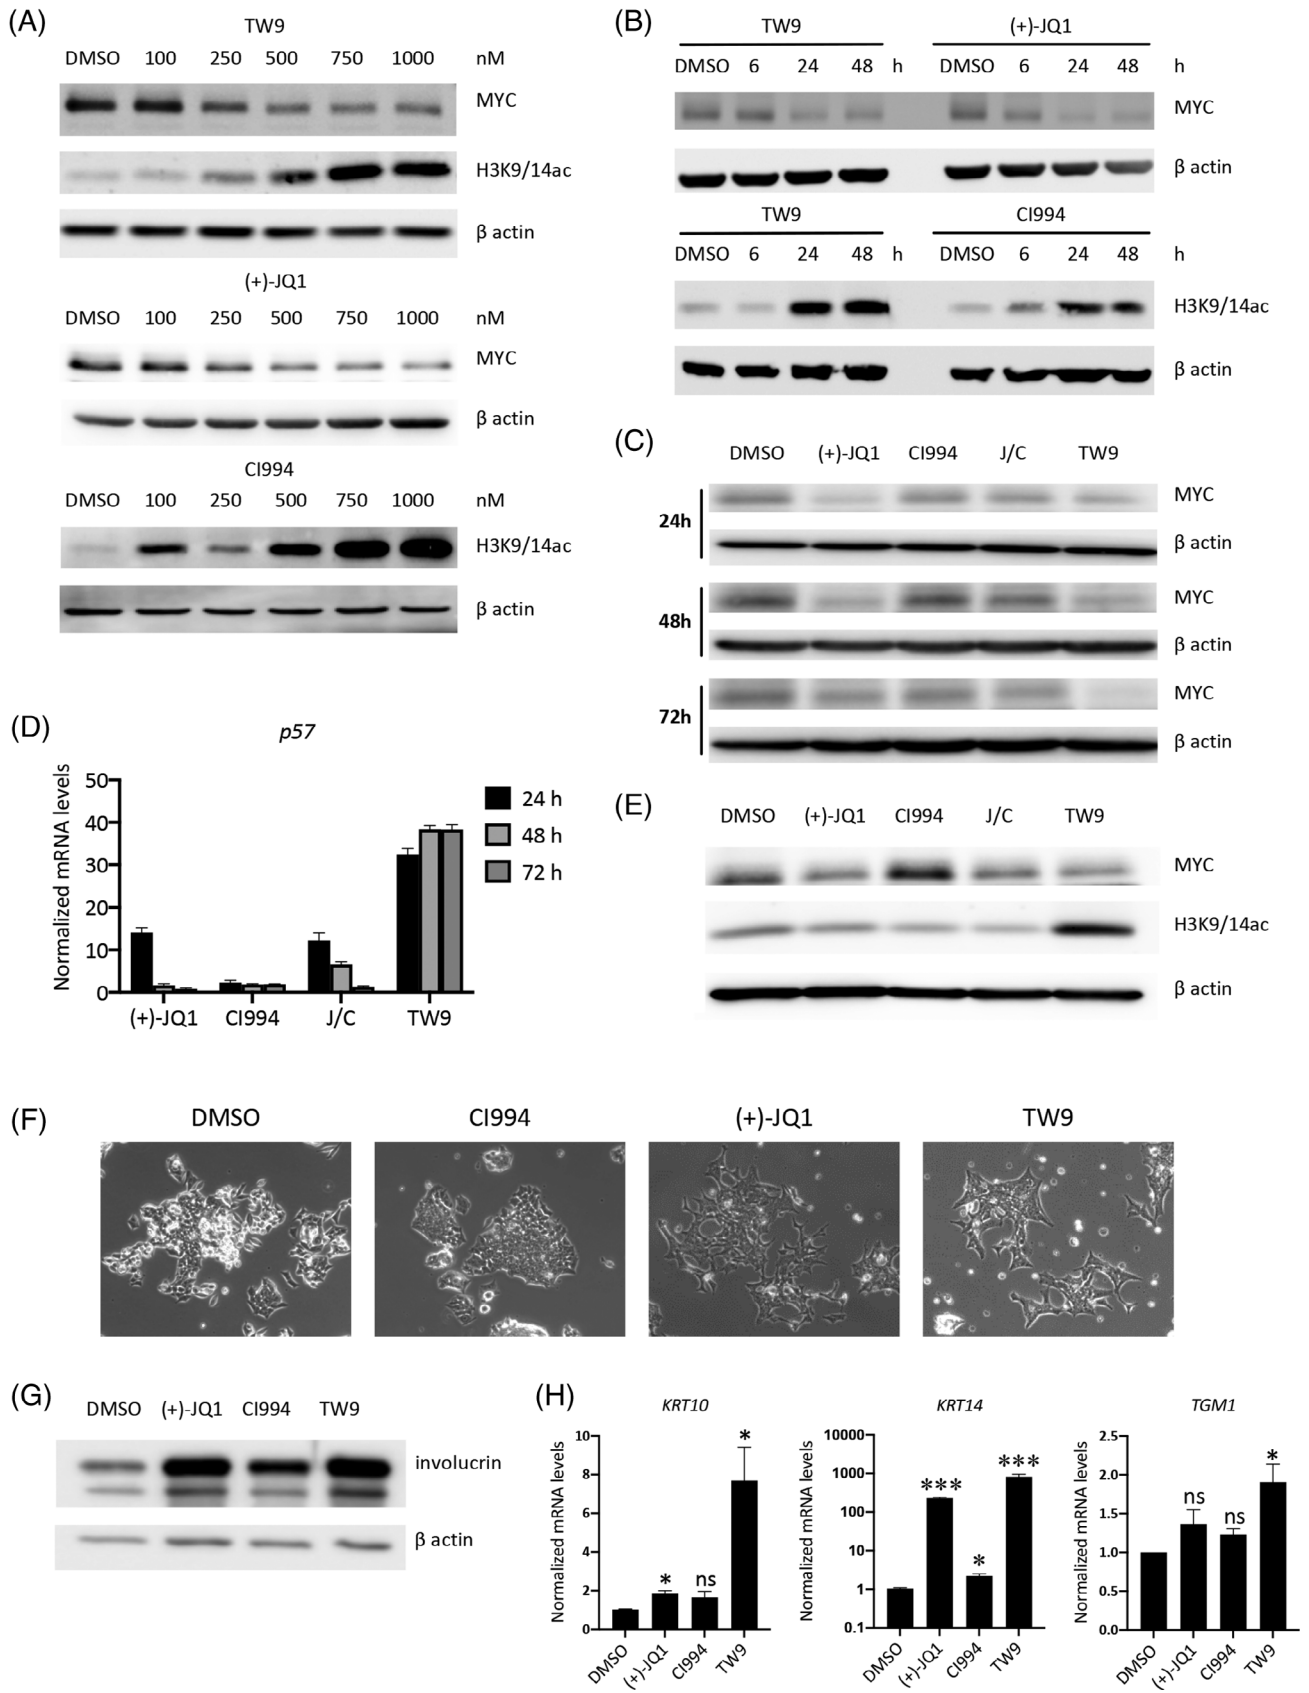 (A)
TW9
DMSO 100 250 500 750 1000 nM
MYC
H3K9/14ac
β actin
(+)-JQ1
DMSO 100 250 500 750 1000 nM
MYC
β actin
CI994
DMSO 100 250 500 750 1000 nM
H3K9/14ac
β actin
(B)
TW9 (+)-JQ1
DMSO 6 24 48 h DMSO 6 24 48 h
MYC
β actin
TW9 CI994
DMSO 6 24 48 h DMSO 6 24 48 h
H3K9/14ac
β actin
(C)
DMSO (+)-JQ1 CI994 J/C TW9
24h
MYC
β actin
48h
MYC
β actin
72h
MYC
β actin
(D)
p57
Normalized mRNA levels
50
40
30
20
10
0
(+)-JQ1 CI994 J/C TW9
24 h
48 h
72 h
(E)
DMSO (+)-JQ1 CI994 J/C TW9
MYC
H3K9/14ac
β actin
(F)
DMSO CI994 (+)-JQ1 TW9
(G)
DMSO (+)-JQ1 CI994 TW9
involucrin
β actin
(H)
KRT10
Normalized mRNA levels
10
8
6
4
2
0
* ns *
DMSO (+)-JQ1 CI994 TW9
KRT14
Normalized mRNA levels
10000
1000
100
10
1
0.1
*** * ***
DMSO (+)-JQ1 CI994 TW9
TGM1
Normalized mRNA levels
2.5
2.0
1.5
1.0
0.5
0.0
ns ns *
DMSO (+)-JQ1 CI994 TW9